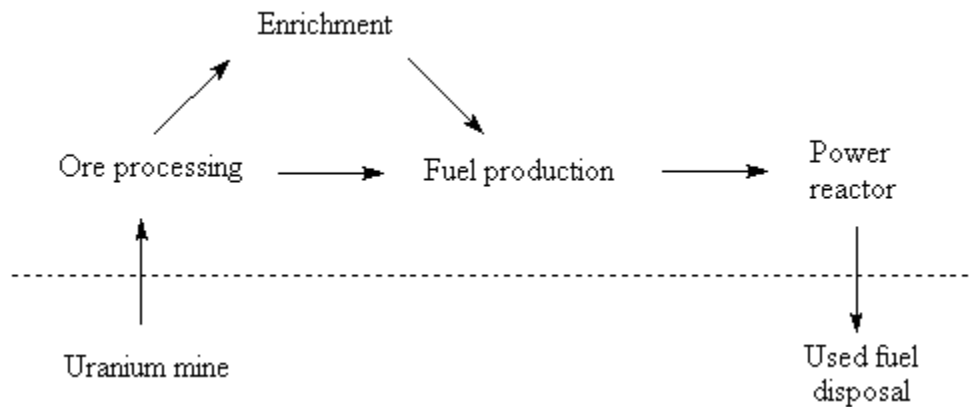 Enrichment
Ore processing
Fuel production
Power
reactor
Uranium mine
Used fuel
disposal